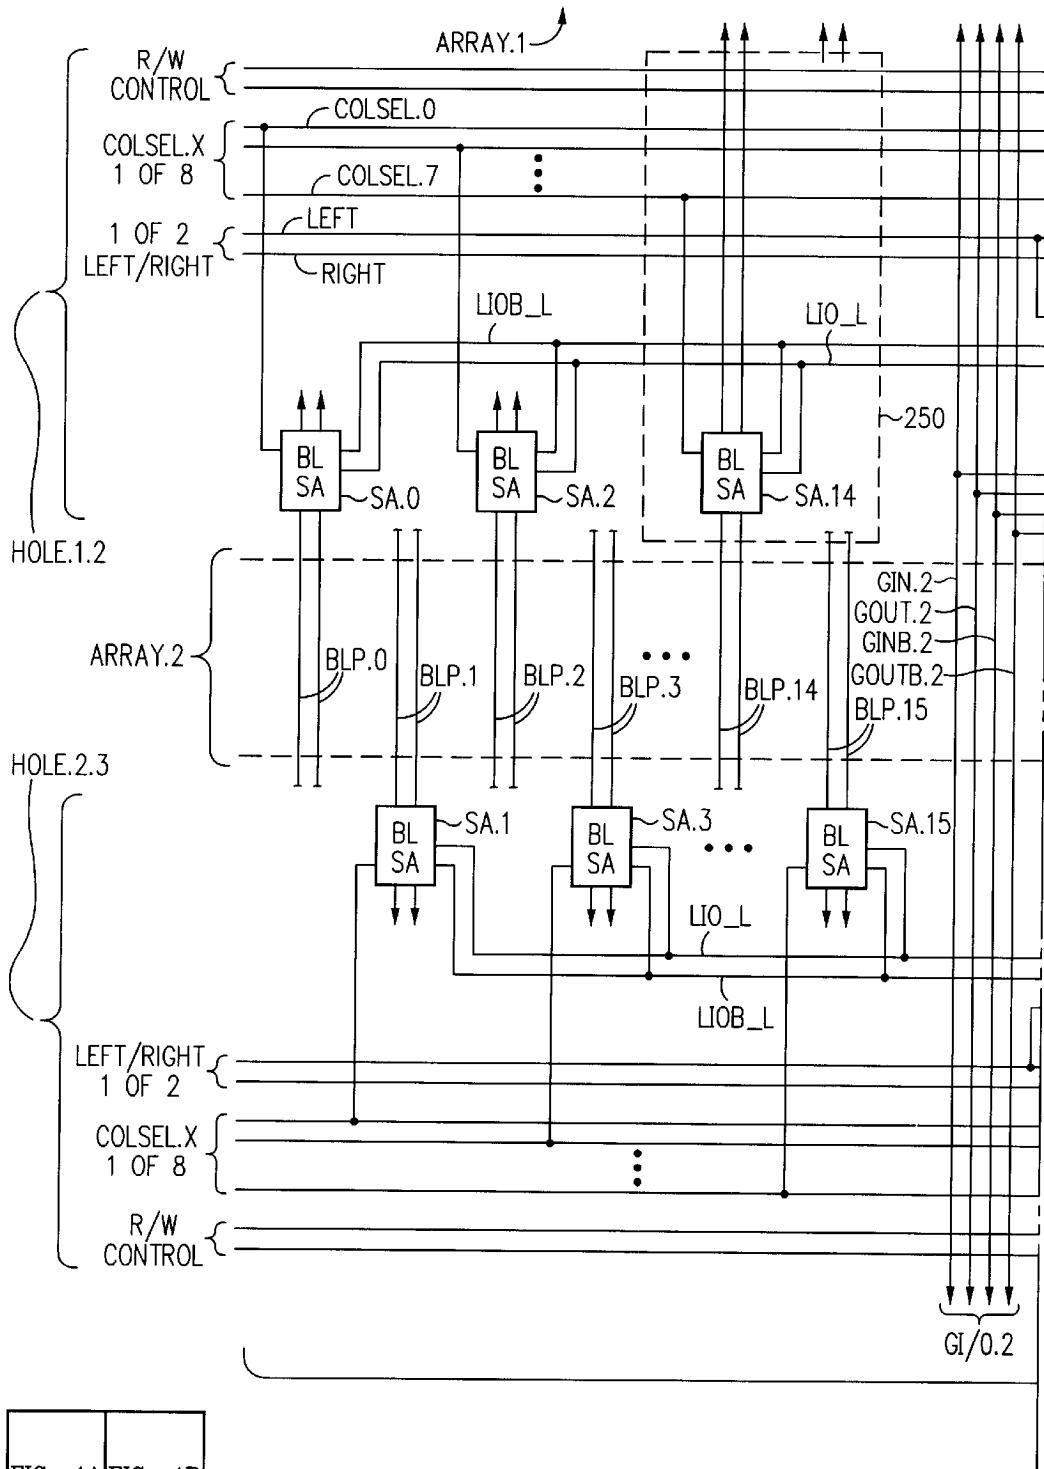 ARRAY.1
R/W
CONTROL
COLSEL.0
COLSEL.X
1 OF 8
COLSEL.7
LEFT
1 OF 2
LEFT/RIGHT
RIGHT
LIOB_L
LIO_L
250
BL
SA
SA.0
BL
SA
SA.2
BL
SA
SA.14
HOLE.1.2
GIN.2
GOUT.2
GINB.2
GOUTB.2
ARRAY.2
BLP.0
BLP.1
BLP.2
BLP.3
BLP.14
BLP.15
HOLE.2.3
BL
SA
SA.1
BL
SA
SA.3
BL
SA
SA.15
LIO_L
LIOB_L
LEFT/RIGHT
1 OF 2
COLSEL.X
1 OF 8
R/W
CONTROL
GI/0.2